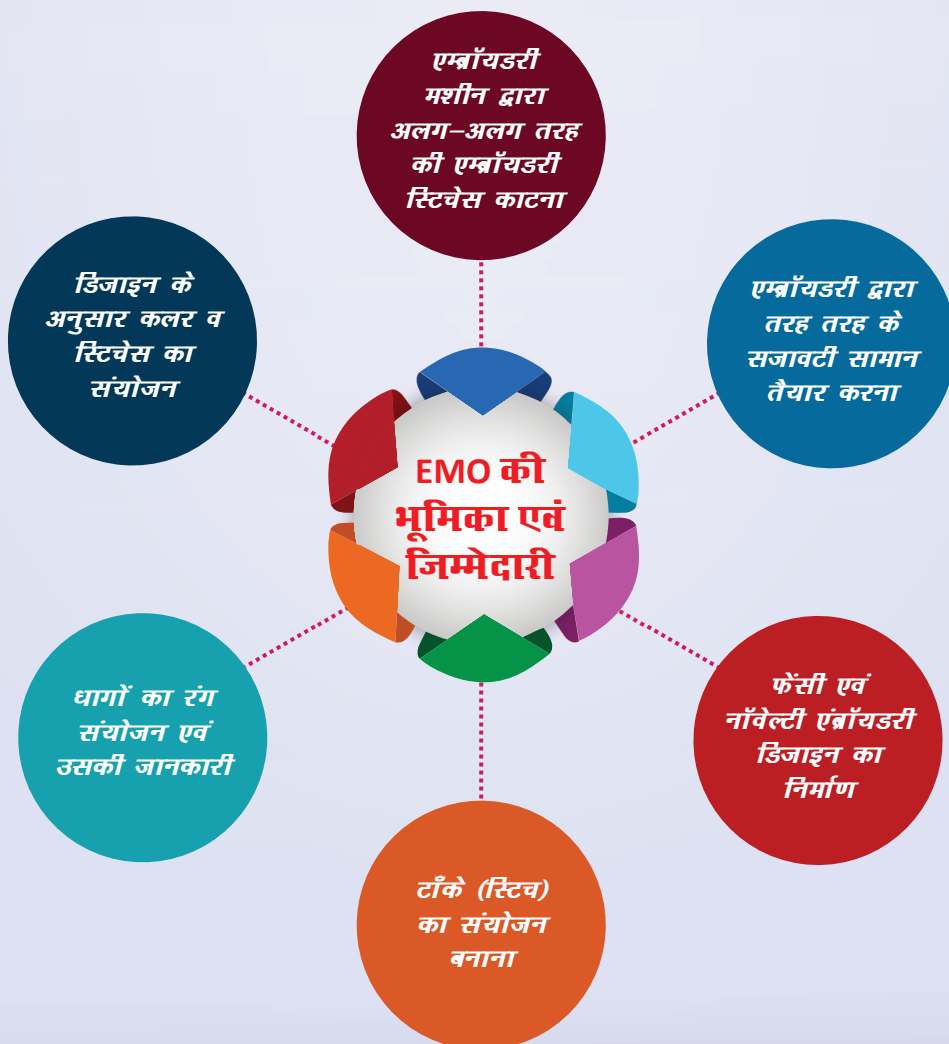 एम्ब्रॉयडरी
मशीन द्वारा
अलग–अलग तरह
की एम्ब्रॉयडरी
स्टिचेस काटना
डिजाइन के
अनुसार कलर व
स्टिचेस का
संयोजन
एम्ब्रॉयडरी द्वारा
तरह तरह के
सजावटी सामान
तैयार करना
EMO की
भूमिका एवं
जिम्मेदारी
धागों का रंग
संयोजन एवं
उसकी जानकारी
फेंसी एवं
नॉवेल्टी एंब्रॉयडरी
डिजाइन का
निर्माण
टाँके (स्टिच)
का संयोजन
बनाना